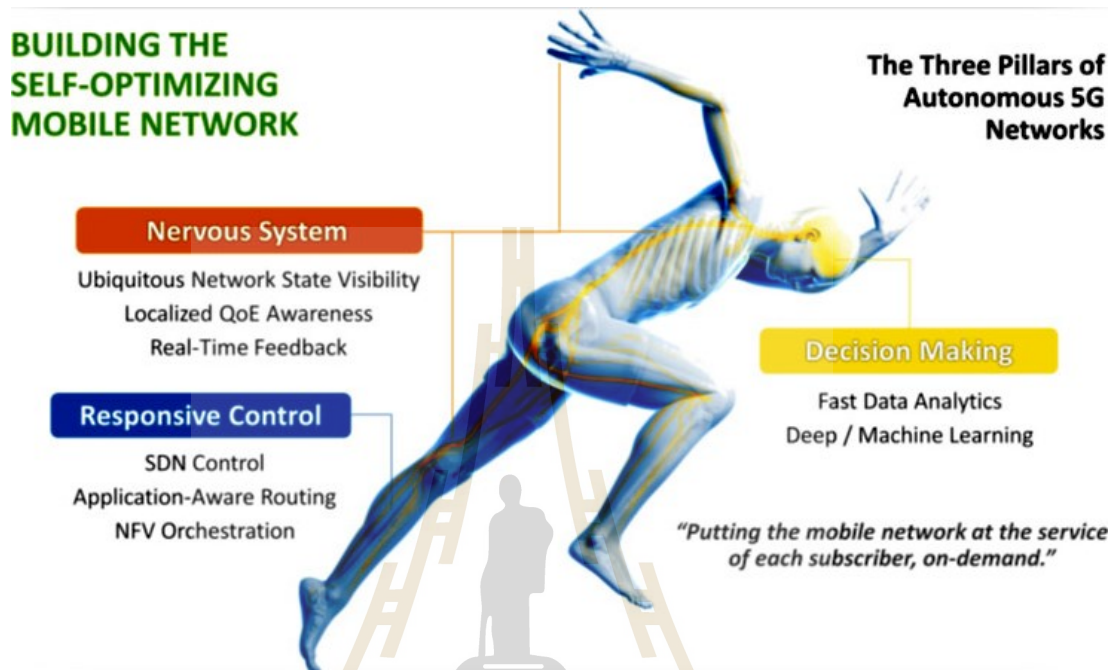 BUILDING THE
SELF-OPTIMIZING
MOBILE NETWORK
The Three Pillars of
Autonomous 5G
Networks
Nervous System
Ubiquitous Network State Visibility
Localized QoE Awareness
Real-Time Feedback
Responsive Control
SDN Control
Application-Aware Routing
NFV Orchestration
Decision Making
Fast Data Analytics
Deep / Machine Learning
“Putting the mobile network at the service
of each subscriber, on-demand.”